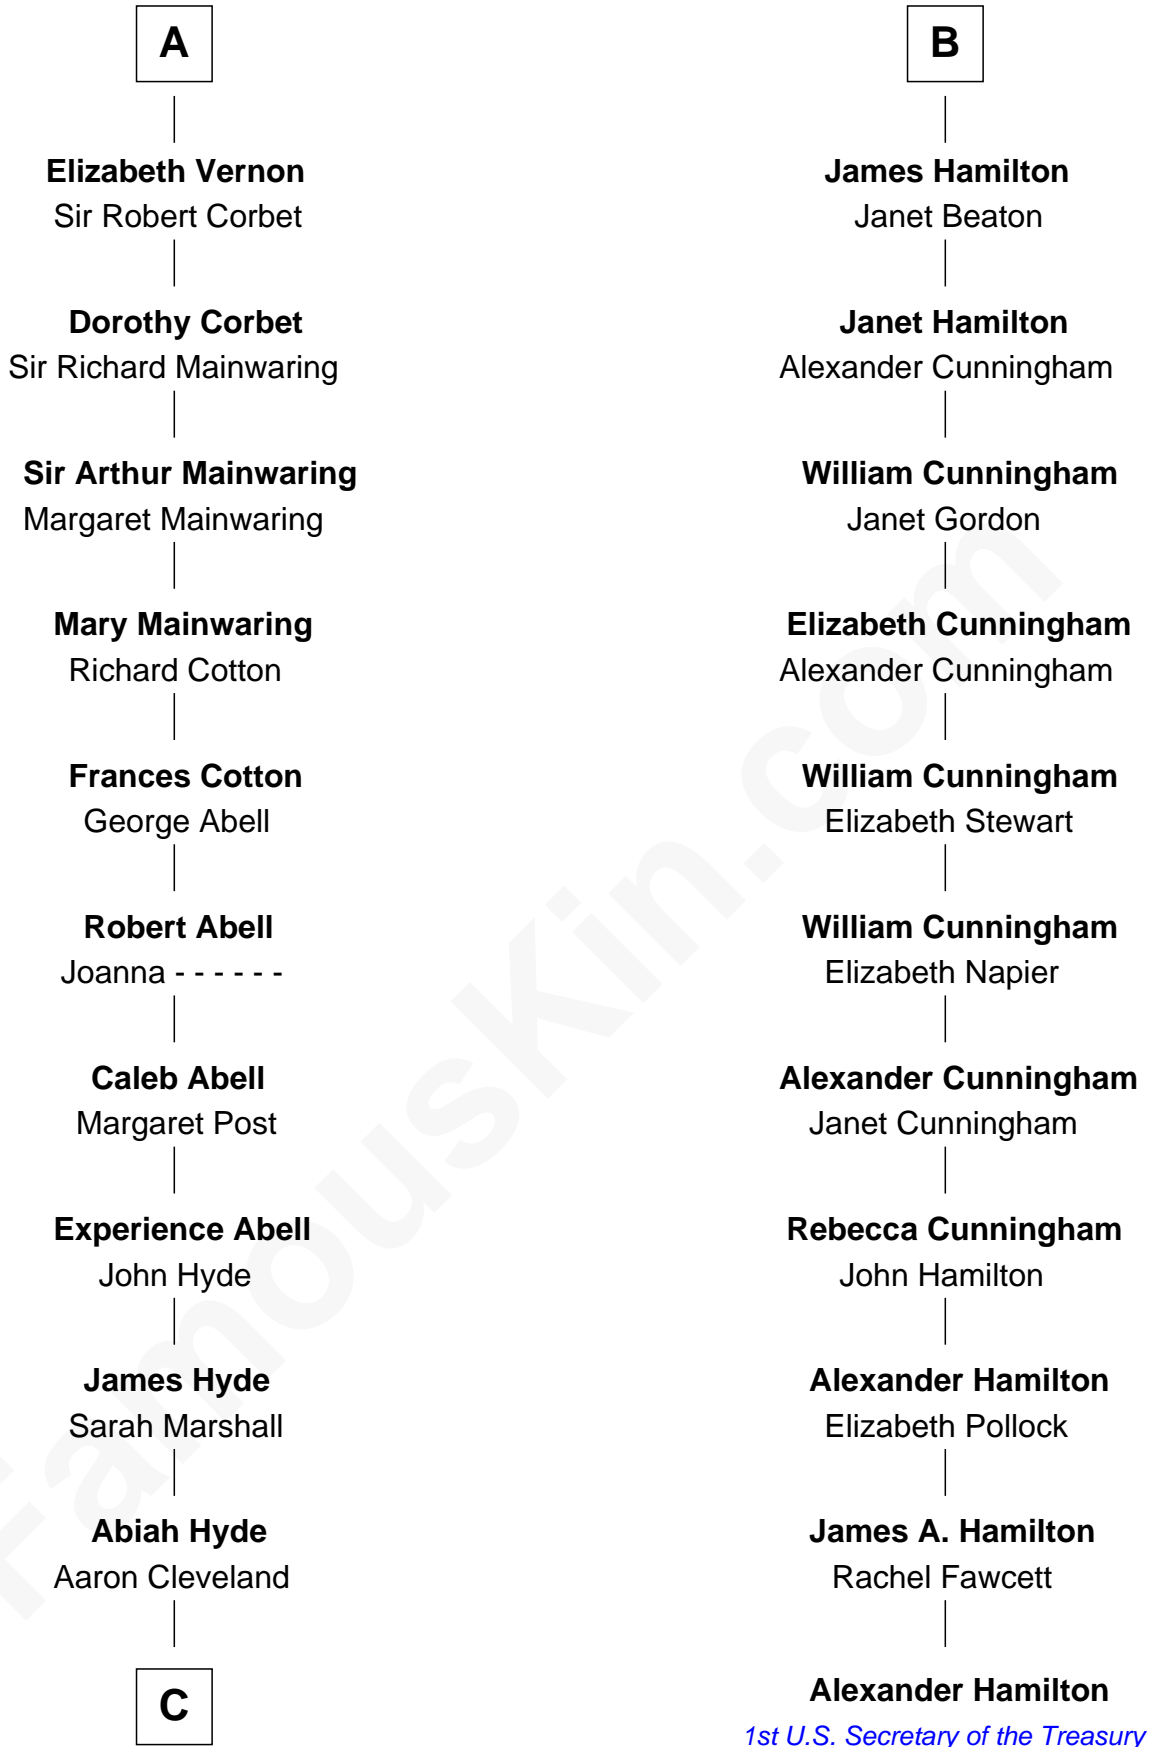 A
Elizabeth Vernon
Sir Robert Corbet
Dorothy Corbet
Sir Richard Mainwaring
Sir Arthur Mainwaring
Margaret Mainwaring
Mary Mainwaring
Richard Cotton
Frances Cotton
George Abell
Robert Abell
Joanna - - - - - -
Caleb Abell
Margaret Post
Experience Abell
John Hyde
James Hyde
Sarah Marshall
Abiah Hyde
Aaron Cleveland
C
B
James Hamilton
Janet Beaton
Janet Hamilton
Alexander Cunningham
William Cunningham
Janet Gordon
Elizabeth Cunningham
Alexander Cunningham
William Cunningham
Elizabeth Stewart
William Cunningham
Elizabeth Napier
Alexander Cunningham
Janet Cunningham
Rebecca Cunningham
John Hamilton
Alexander Hamilton
Elizabeth Pollock
James A. Hamilton
Rachel Fawcett
Alexander Hamilton
1st U.S. Secretary of the Treasury
FamousKin.com